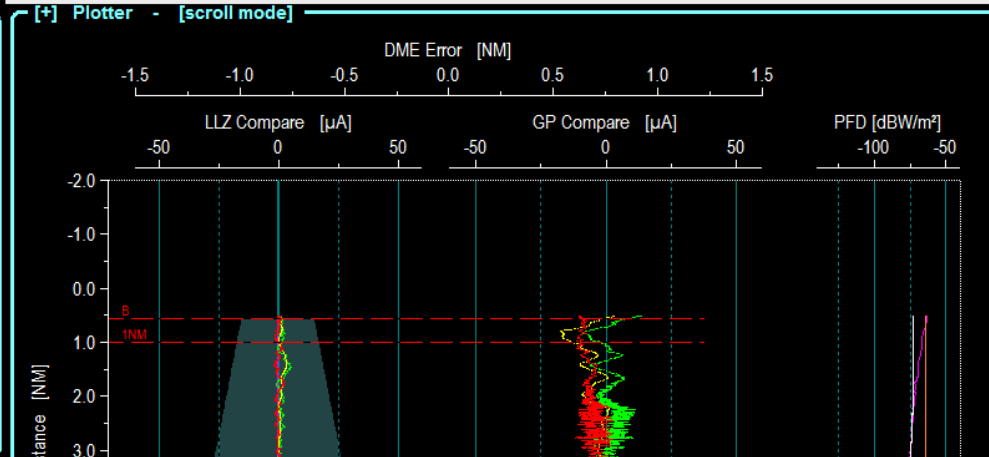 [+] Plotter - [scroll mode]
DME Error [NM]
-1.5 -1.0 -0.5 0.0 0.5 1.0 1.5
LLZ Compare [µA] GP Compare [µA] PFD [dBW/m²]
-50 0 50 -50 0 50 -100 -50
-2.0
-1.0
0.0
B
1NM
1.0
2.0
3.0
[NM]